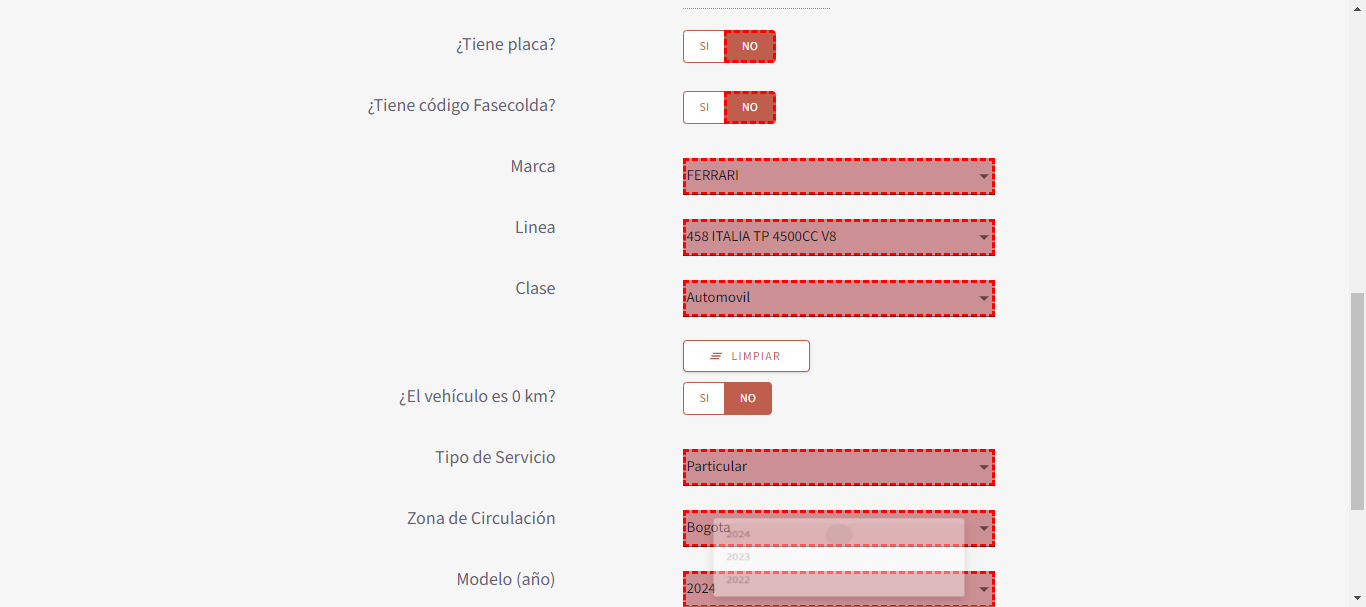 ¿Tiene placa? SI NO
¿Tiene código Fasecolda? SI NO
Marca FERRARI
Linea 458 ITALIA TP 4500CC V8
Clase Automovil
LIMPIAR
¿El vehículo es 0 km? SI NO
Tipo de Servicio Particular
Zona de Circulación Bogota
2024
2023
2022
Modelo (año) 2024